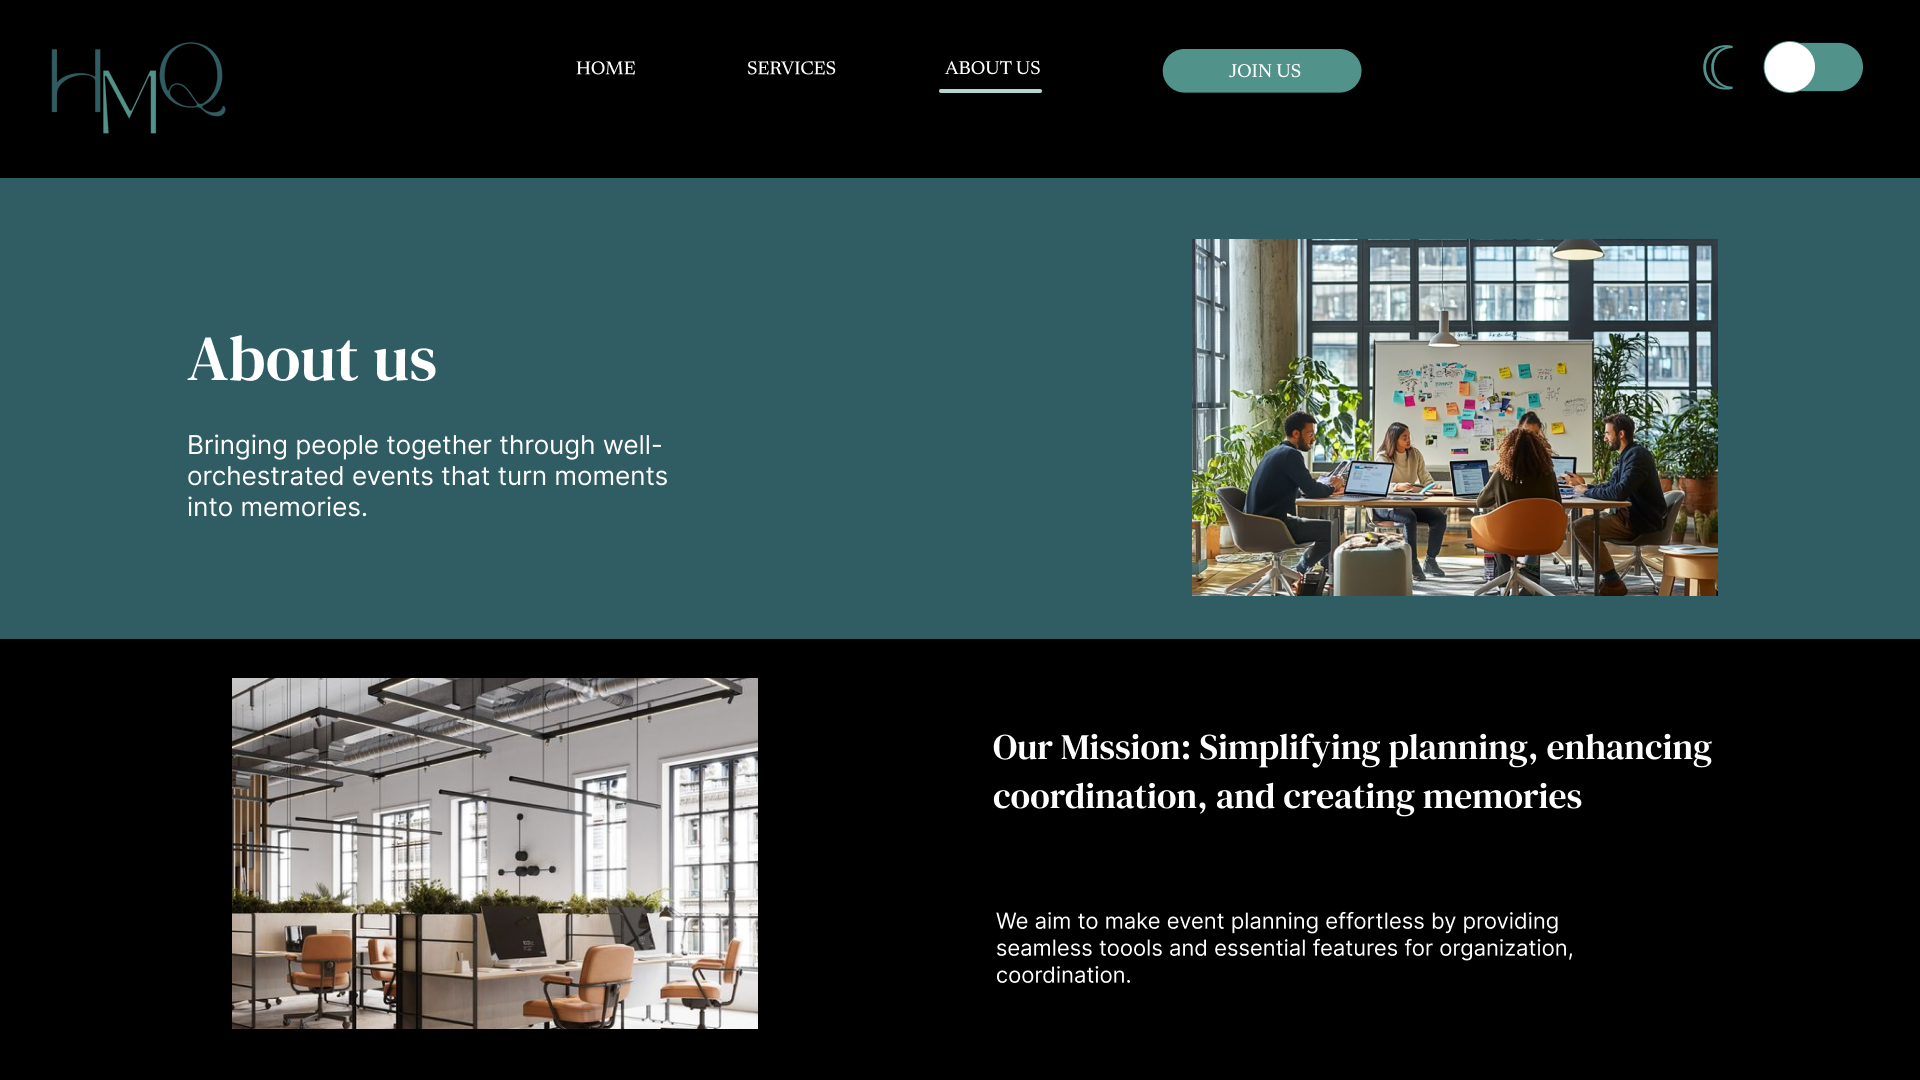 HMQ
HOME
SERVICES
ABOUT US
JOIN US
About us
Bringing people together through well-
orchestrated events that turn moments
into memories.
Our Mission: Simplifying planning, enhancing
coordination, and creating memories
We aim to make event planning effortless by providing
seamless toools and essential features for organization,
coordination.